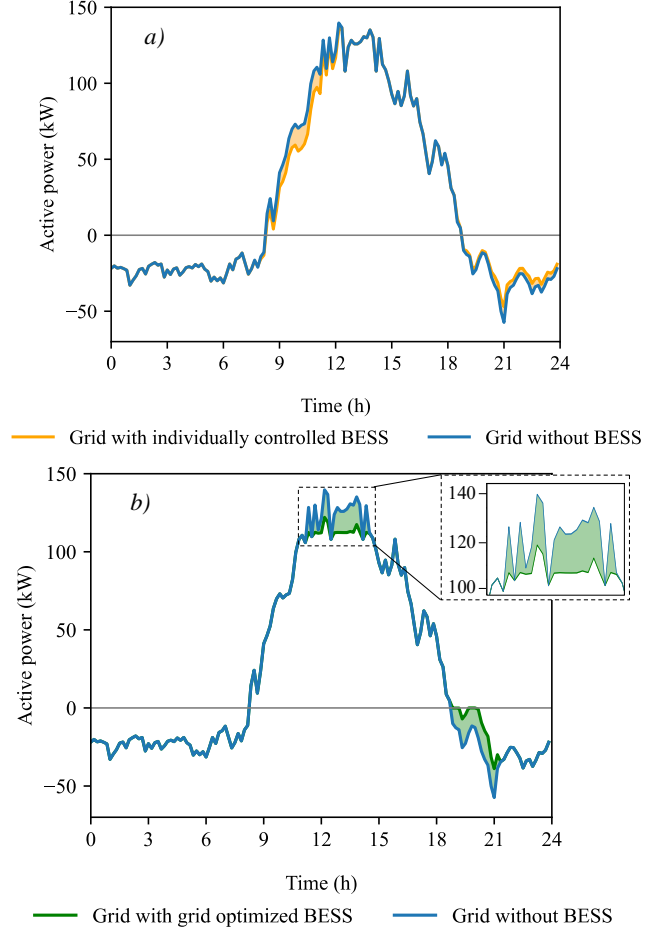 150
a)
100
50
0
−50
Active power (kW)
0 3 6 9 12 15 18 21 24
Time (h)
Grid with individually controlled BESS Grid without BESS
150
b)
140
120
100
100
50
0
−50
Active power (kW)
0 3 6 9 12 15 18 21 24
Time (h)
Grid with grid optimized BESS Grid without BESS